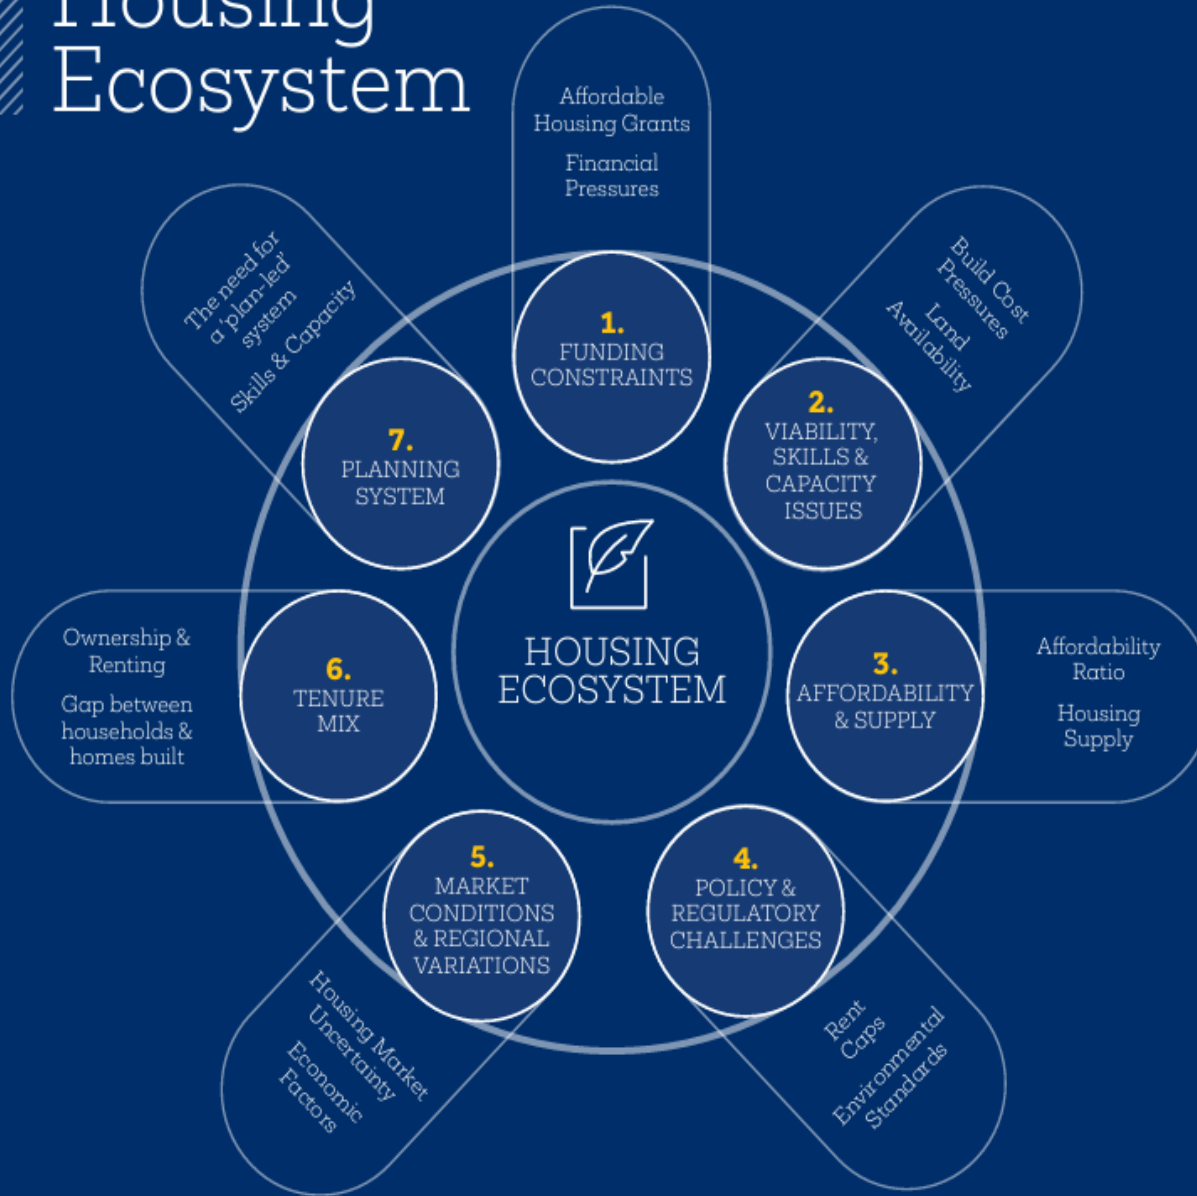 Housing
Ecosystem
Affordable
Housing Grants
Financial
Pressures
1.
FUNDING
CONSTRAINTS
Build Cost
Pressures
Land
Availability
2.
VIABILITY,
SKILLS &
CAPACITY
ISSUES
Affordability
Ratio
Housing
Supply
3.
AFFORDABILITY
& SUPPLY
4.
POLICY &
REGULATORY
CHALLENGES
Rent
Caps
Environmental
Standards
5.
MARKET
CONDITIONS
& REGIONAL
VARIATIONS
Housing Market
Uncertainty
Economic
Factors
6.
TENURE
MIX
Ownership &
Renting
Gap between
households &
homes built
7.
PLANNING
SYSTEM
The need for
a 'plan-led'
system
Skills & Capacity
HOUSING
ECOSYSTEM